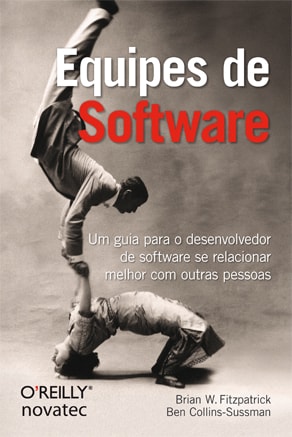 Equipes de
Software
Um guia para o desenvolvedor
de software se relacionar
melhor com outras pessoas
O'REILLY®
novatec
Brian W. Fitzpatrick
Ben Collins-Sussman